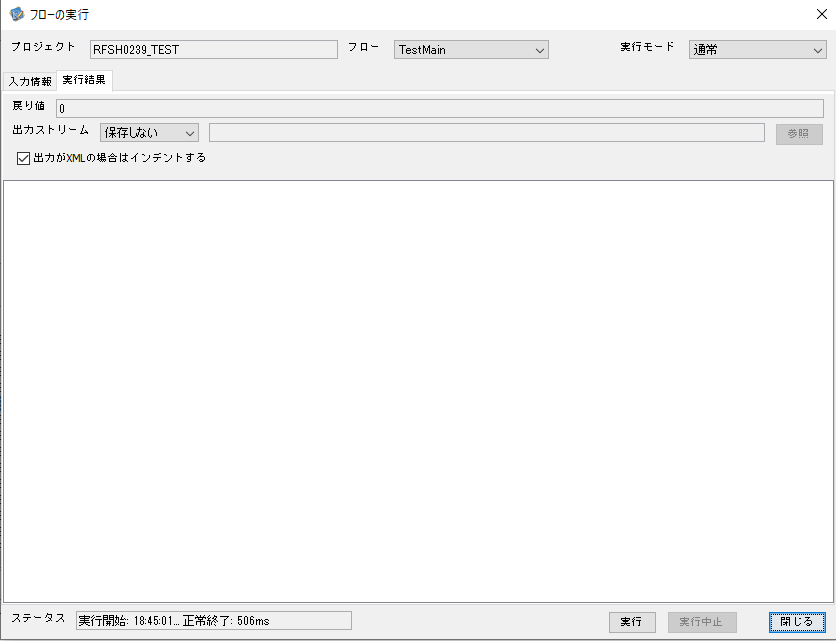 フローの実行
プロジェクト RFSH0239_TEST フロー TestMain 実行モード 通常
入力情報 実行結果
戻り値 0
出力ストリーム 保存しない 参照
出力がXMLの場合はインデントする
ステータス 実行開始: 18:45:01... 正常終了: 506ms 実行 実行中止 閉じる